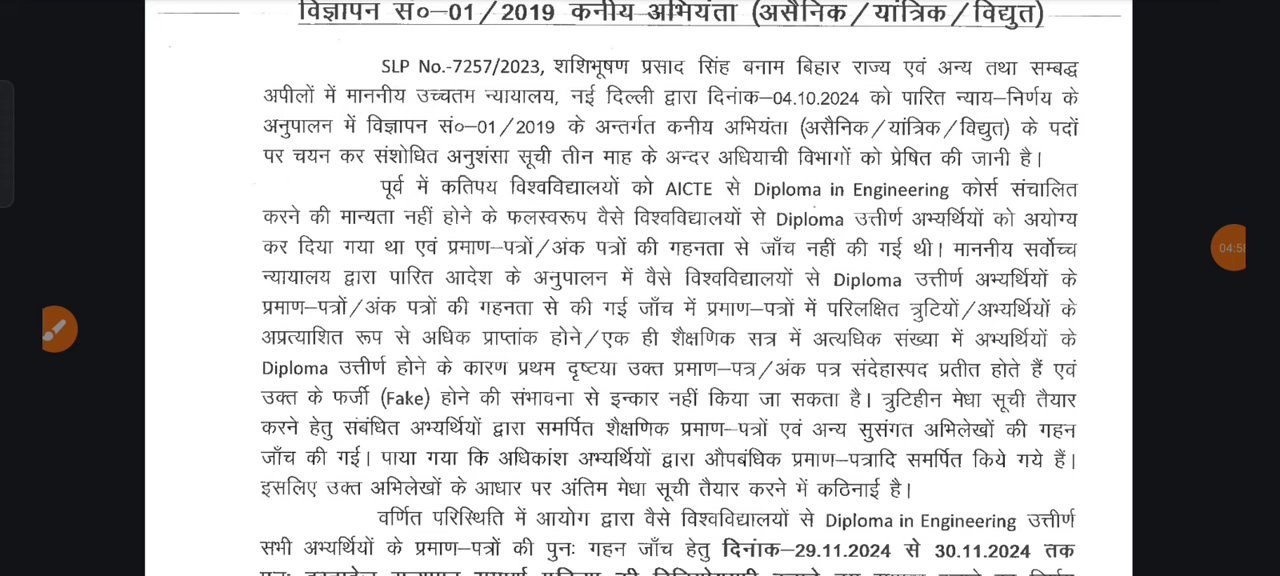 विज्ञापन सं०–01/2019 कनीय अभियंता (असैनिक/यांत्रिक/विद्युत)
SLP No.-7257/2023, शशिभूषण प्रसाद सिंह बनाम बिहार राज्य एवं अन्य तथा सम्बद्ध
अपीलों में माननीय उच्चतम न्यायालय, नई दिल्ली द्वारा दिनांक–04.10.2024 को पारित न्याय–निर्णय के
अनुपालन में विज्ञापन सं०–01/2019 के अन्तर्गत कनीय अभियंता (असैनिक/यांत्रिक/विद्युत) के पदों
पर चयन कर संशोधित अनुशंसा सूची तीन माह के अन्दर अधियाची विभागों को प्रेषित की जानी है।
पूर्व में कतिपय विश्वविद्यालयों को AICTE से Diploma in Engineering कोर्स संचालित
करने की मान्यता नहीं होने के फलस्वरूप वैसे विश्वविद्यालयों से Diploma उत्तीर्ण अभ्यर्थियों को अयोग्य
कर दिया गया था एवं प्रमाण–पत्रों/अंक पत्रों की गहनता से जाँच नहीं की गई थी। माननीय सर्वोच्च
न्यायालय द्वारा पारित आदेश के अनुपालन में वैसे विश्वविद्यालयों से Diploma उत्तीर्ण अभ्यर्थियों के
प्रमाण–पत्रों/अंक पत्रों की गहनता से की गई जाँच में प्रमाण–पत्रों में परिलक्षित त्रुटियों/अभ्यर्थियों के
अप्रत्याशित रूप से अधिक प्राप्तांक होने/एक ही शैक्षणिक सत्र में अत्यधिक संख्या में अभ्यर्थियों के
Diploma उत्तीर्ण होने के कारण प्रथम दृष्टया उक्त प्रमाण–पत्र/अंक पत्र संदेहास्पद प्रतीत होते हैं एवं
उक्त के फर्जी (Fake) होने की संभावना से इन्कार नहीं किया जा सकता है। त्रुटिहीन मेधा सूची तैयार
करने हेतु संबंधित अभ्यर्थियों द्वारा समर्पित शैक्षणिक प्रमाण–पत्रों एवं अन्य सुसंगत अभिलेखों की गहन
जाँच की गई। पाया गया कि अधिकांश अभ्यर्थियों द्वारा औपबंधिक प्रमाण–पत्रादि समर्पित किये गये हैं।
इसलिए उक्त अभिलेखों के आधार पर अंतिम मेधा सूची तैयार करने में कठिनाई है।
वर्णित परिस्थिति में आयोग द्वारा वैसे विश्वविद्यालयों से Diploma in Engineering उत्तीर्ण
सभी अभ्यर्थियों के प्रमाण–पत्रों की पुनः गहन जाँच हेतु दिनांक–29.11.2024 से 30.11.2024 तक